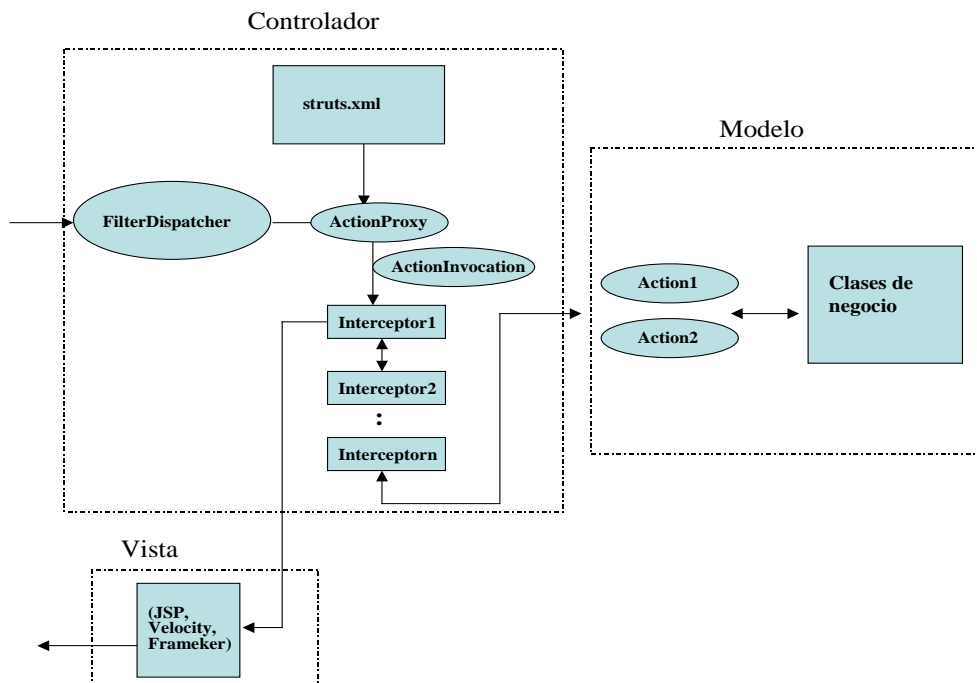 Controlador
struts.xml
Modelo
FilterDispatcher
ActionProxy
ActionInvocation
Action1
Clases de
negocio
Interceptor1
Action2
Interceptor2
:
Interceptorn
Vista
(JSP,
Velocity,
Frameker)